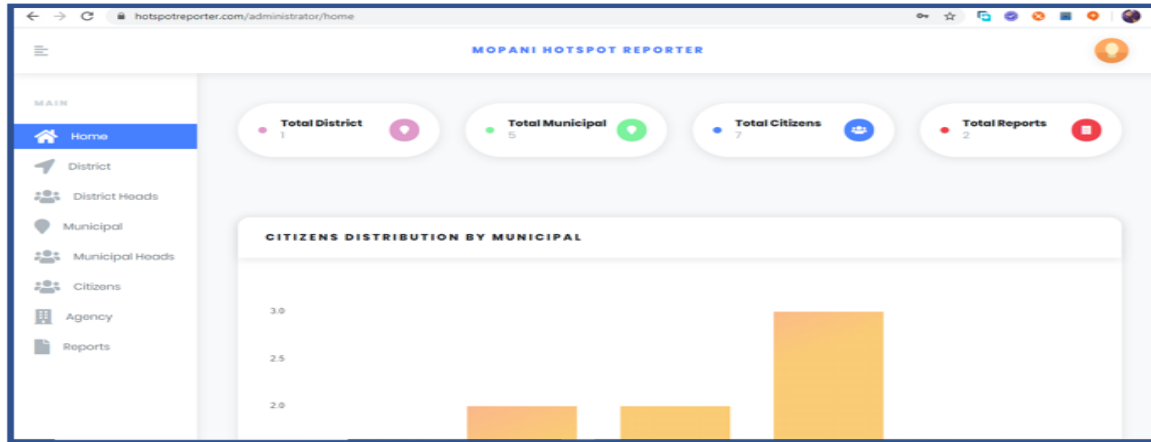 hotspotreporter.com/administrator/home
MOPANI HOTSPOT REPORTER
MAIN
Home
District
District Heads
Municipal
Municipal Heads
Citizens
Agency
Reports
Total District
1
Total Municipal
5
Total Citizens
7
Total Reports
2
CITIZENS DISTRIBUTION BY MUNICIPAL
3.0
2.5
2.0